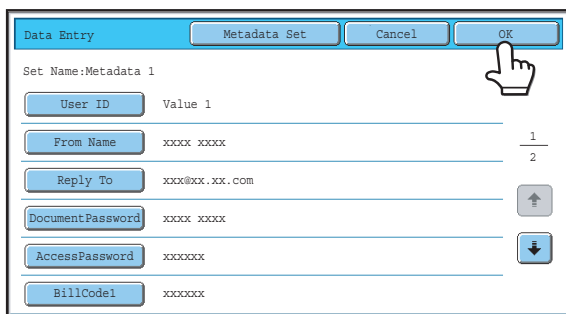 Data Entry Metadata Set Cancel OK
Set Name:Metadata 1
User ID Value 1
From Name xxxx xxxx
Reply To xxx@xx.xx.com
DocumentPassword xxxx xxxx
AccessPassword xxxxxx
BillCode1 xxxxxx
1
2